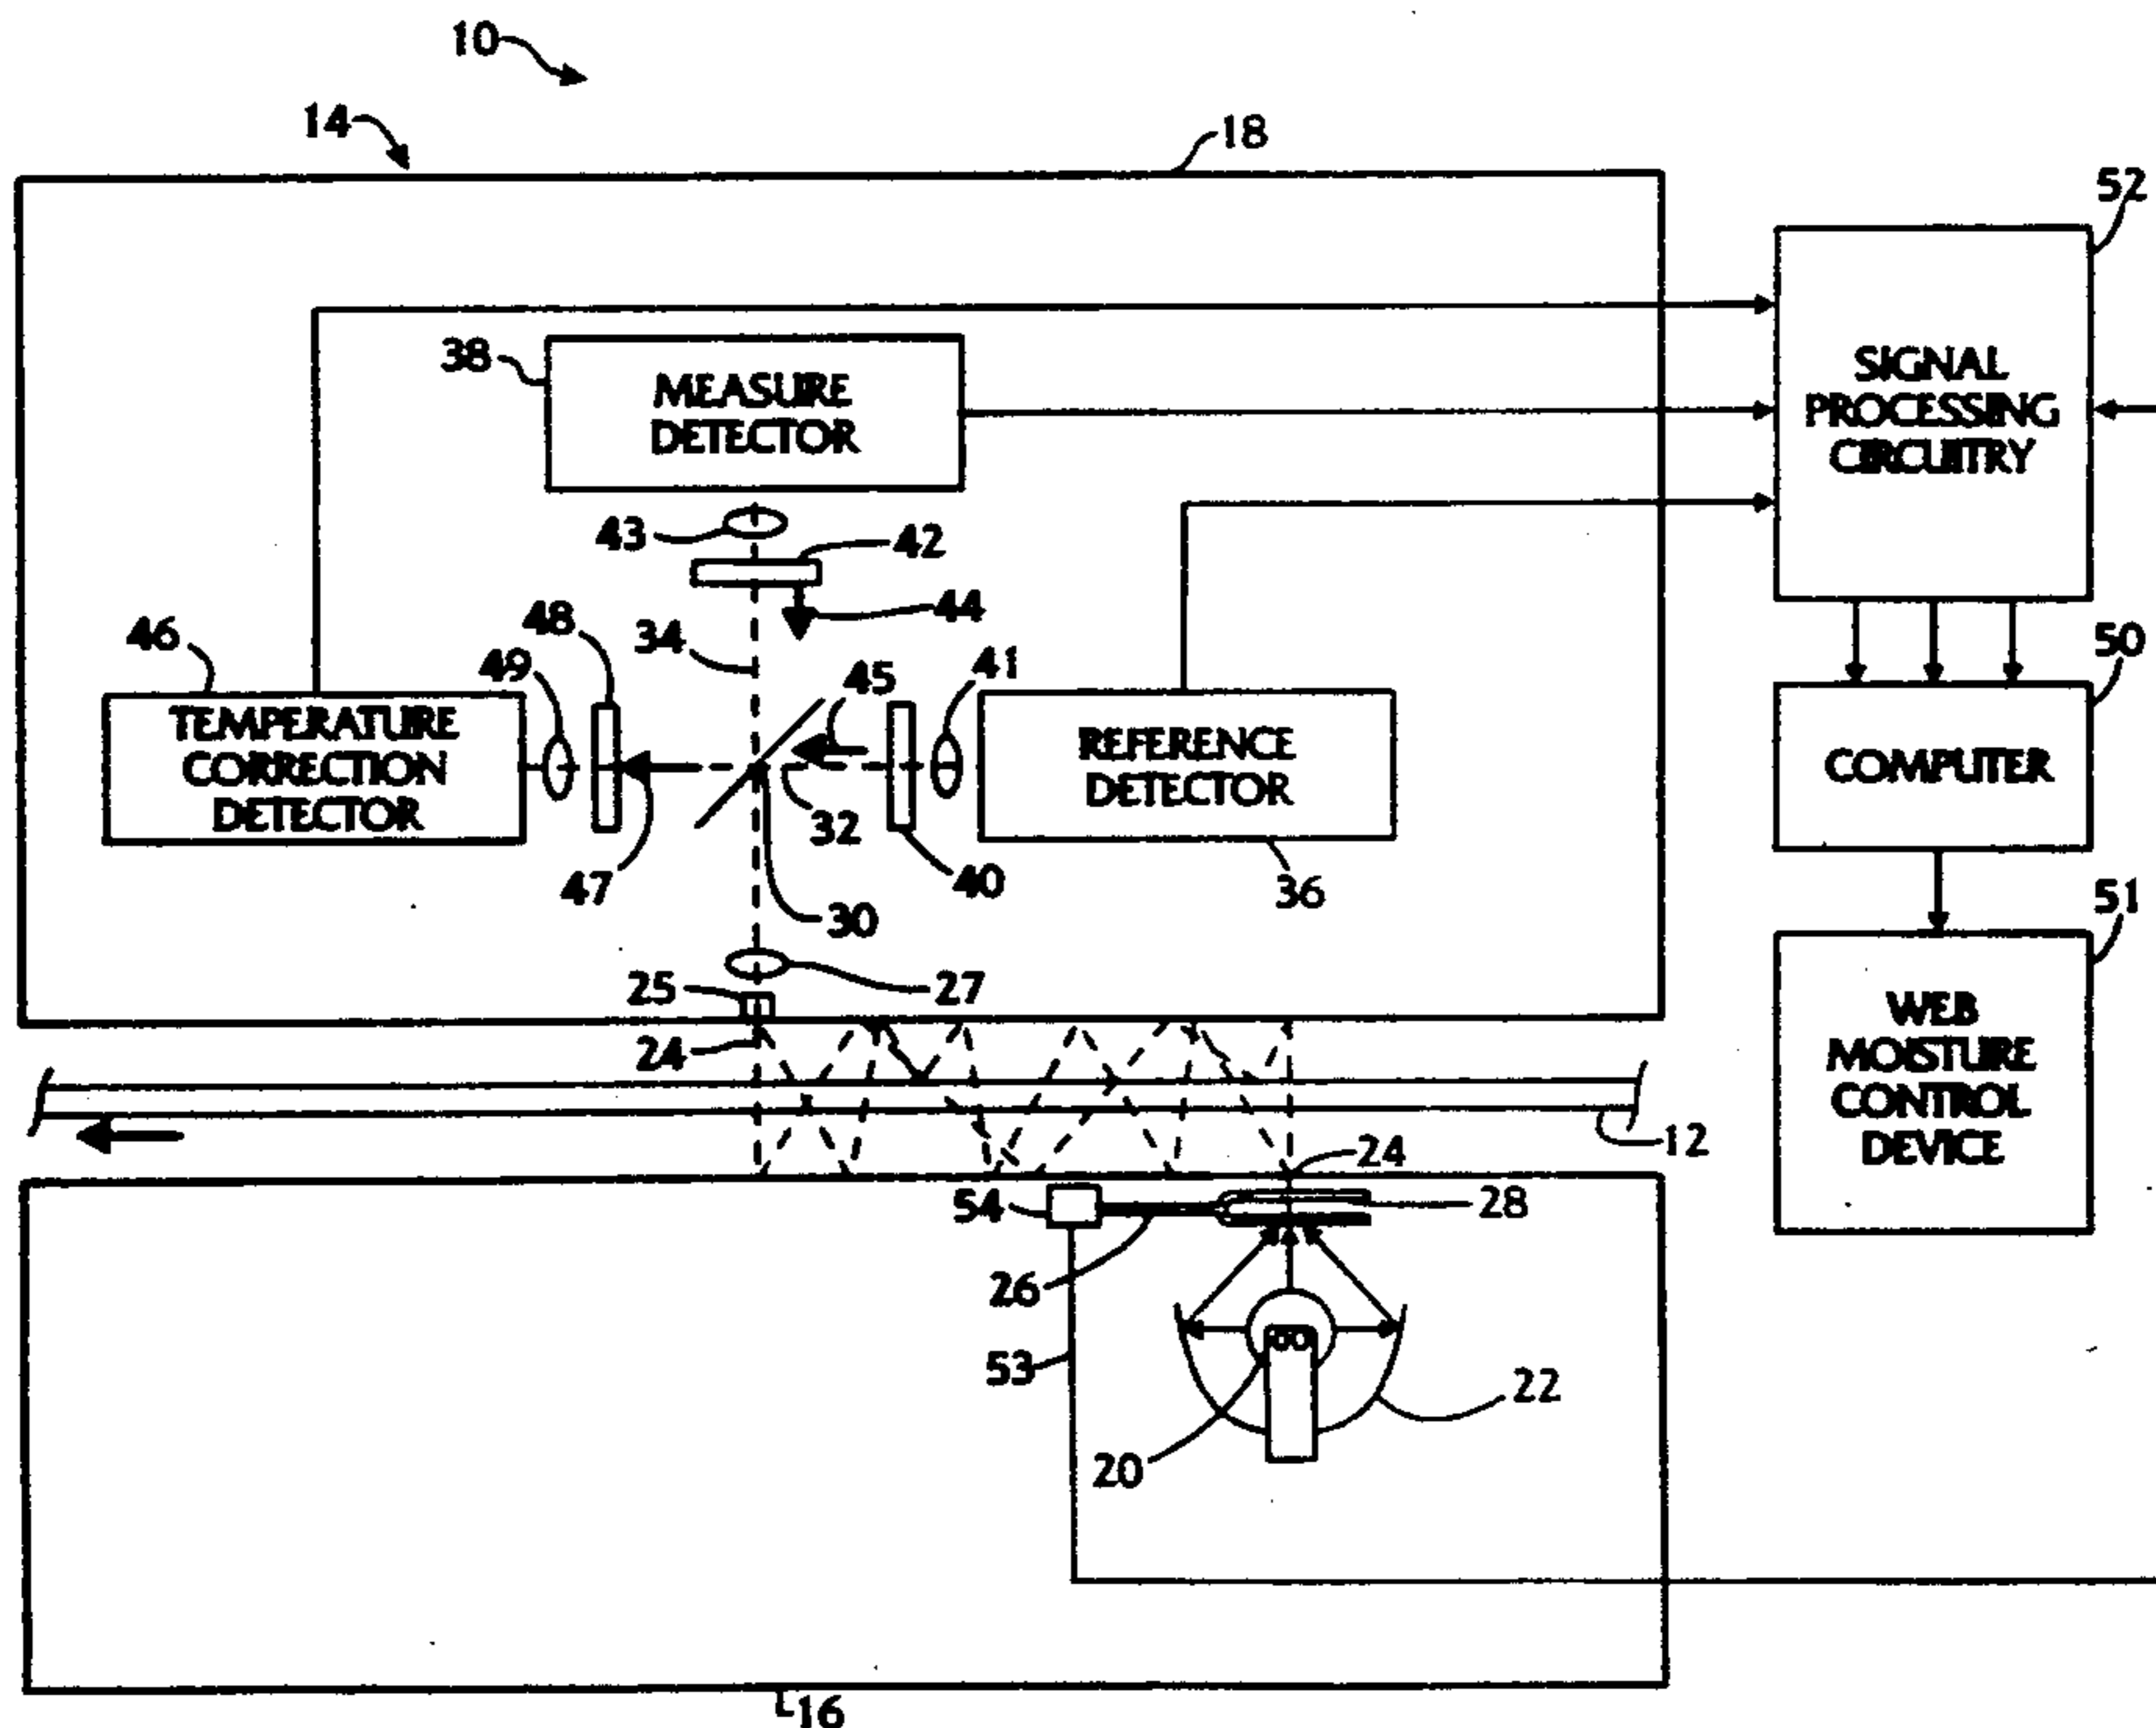 10
14
18
52
38
MEASURE
DETECTOR
SIGNAL
PROCESSING
CIRCUITRY
43
42
44
46
48
34
49
45
41
50
TEMPERATURE
CORRECTION
DETECTOR
REFERENCE
DETECTOR
COMPUTER
32
47
40
36
30
51
25
27
24
WEB
MOISTURE
CONTROL
DEVICE
12
24
54
28
26
53
22
20
16